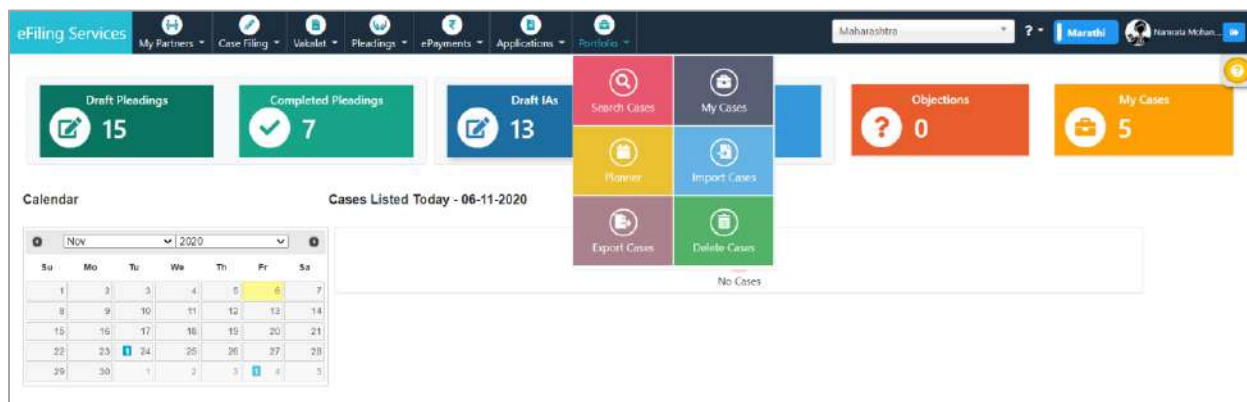 eFiling Services
My Partners
Case Filing
Vakalat
Pleadings
ePayments
Applications
Portfolio
Maharashtra
?
Marathi
Namrata Mohan...
Draft Pleadings
15
Completed Pleadings
7
Draft IAs
13
Search Cases
My Cases
Planner
Import Cases
Export Cases
Delete Cases
Objections
? 0
My Cases
5
?
Calendar
Cases Listed Today - 06-11-2020
Nov 2020
Su Mo Tu We Th Fr Sa
1 2 3 4 5 6 7
8 9 10 11 12 13 14
15 16 17 18 19 20 21
22 23 1 24 25 26 27 28
29 30 1 2 3 1 4 5
No Cases